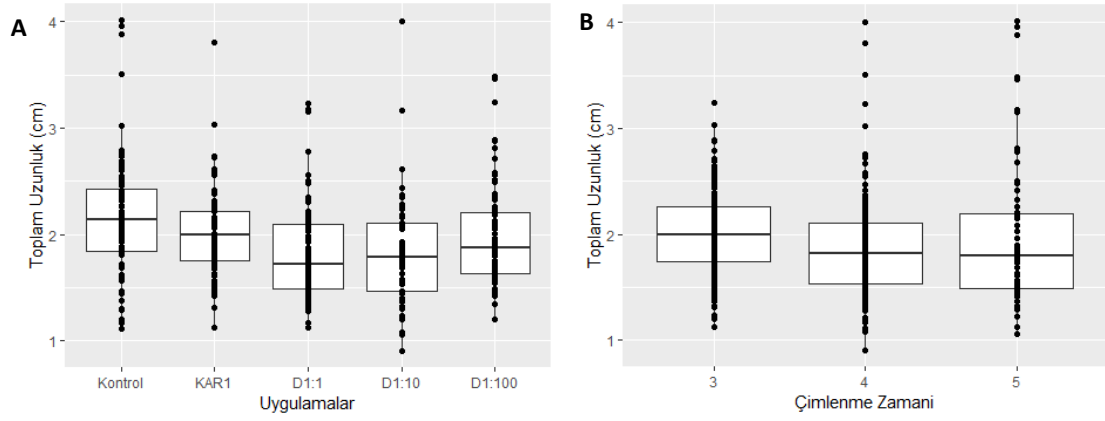 A
Toplam Uzunluk (cm)
4
3
2
1
Kontrol KAR1 D1:1 D1:10 D1:100
Uygulamalar
B
Toplam Uzunluk (cm)
4
3
2
1
3 4 5
Çimlenme Zamani